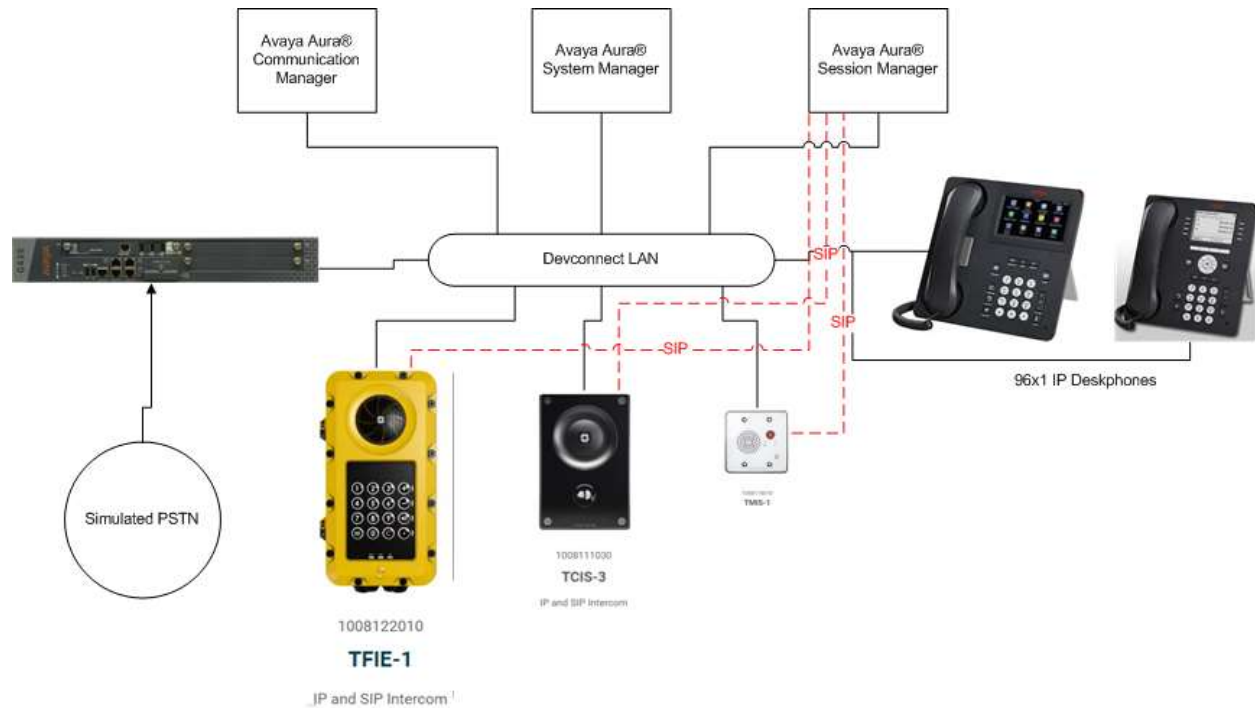 Avaya Aura®
Communication
Manager
Avaya Aura®
System Manager
Avaya Aura®
Session Manager
Devconnect LAN
SIP
SIP
SIP
96x1 IP Deskphones
Simulated PSTN
1008122010
TFIE-1
IP and SIP Intercom
1008111030
TCIS-3
IP and SIP Intercom
TMIS-1